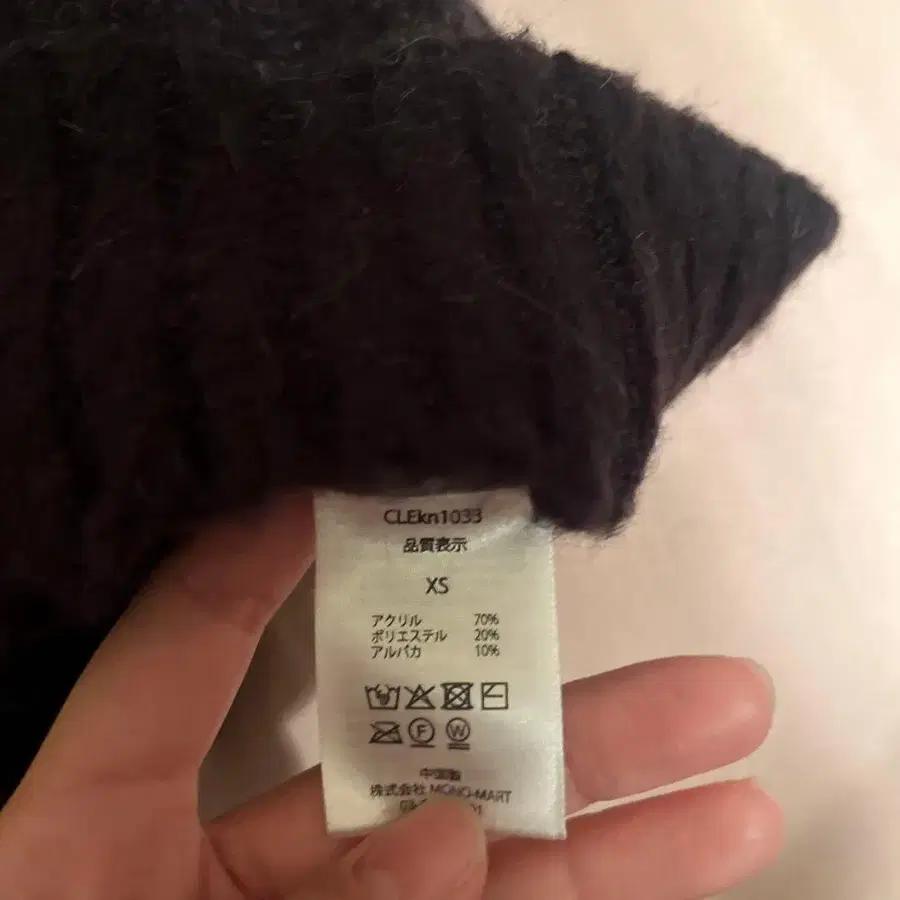 CLEkn1033
品質表示
XS
アクリル 70%
ポリエステル 20%
アルパカ 10%
F W
中国製
株式会社 MONO-MART